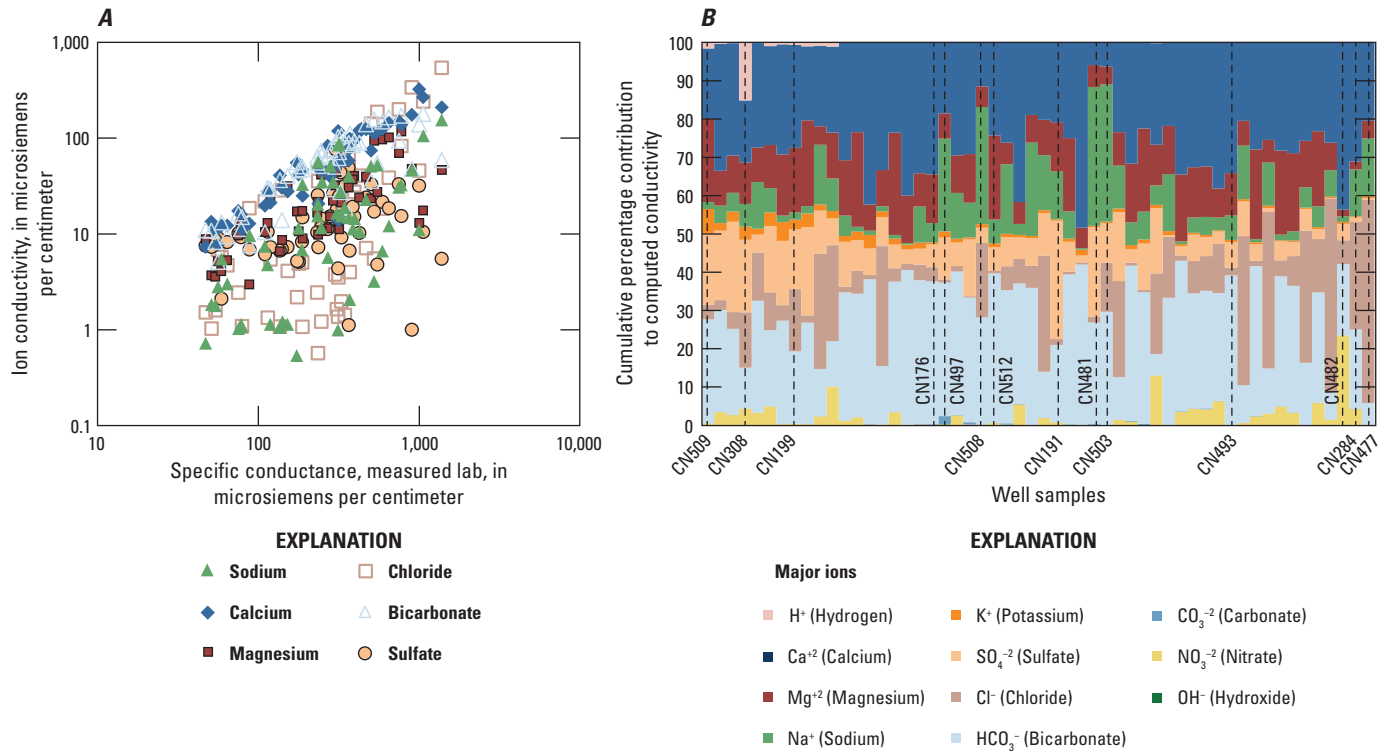 A
Ion conductivity, in microsiemens
per centimeter
1,000
100
10
1
0.1
10
100
1,000
10,000
Specific conductance, measured lab, in
microsiemens per centimeter
EXPLANATION
Sodium
Chloride
Calcium
Bicarbonate
Magnesium
Sulfate
B
Cumulative percentage contribution
to computed conductivity
100
90
80
70
60
50
40
30
20
10
0
CN176
CN497
CN512
CN481
CN482
CN509
CN308
CN199
CN508
CN191
CN503
CN493
CN284
CN477
Well samples
EXPLANATION
Major ions
H⁺ (Hydrogen)
Ca⁺² (Calcium)
Mg⁺² (Magnesium)
Na⁺ (Sodium)
K⁺ (Potassium)
SO₄⁻² (Sulfate)
Cl⁻ (Chloride)
HCO₃⁻ (Bicarbonate)
CO₃⁻² (Carbonate)
NO₃⁻² (Nitrate)
OH⁻ (Hydroxide)